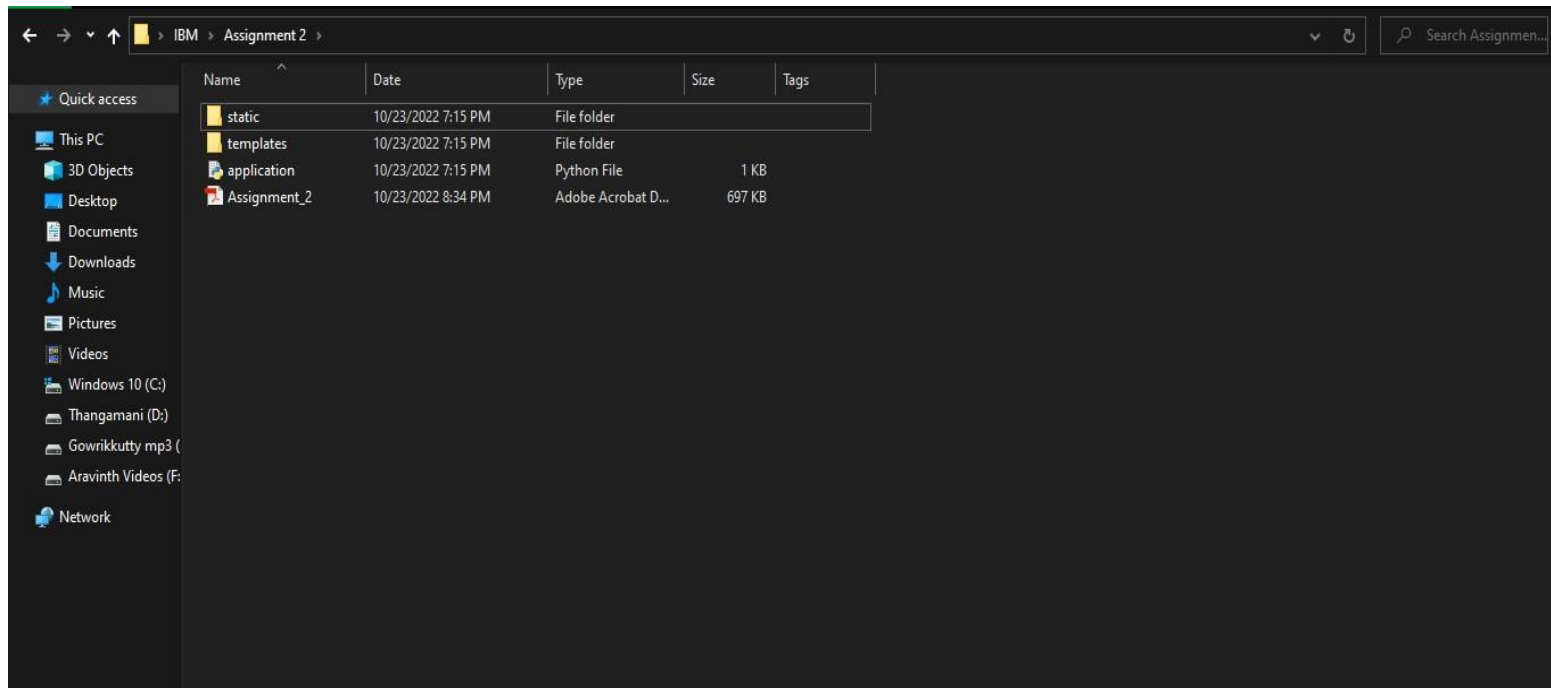 IBM > Assignment 2 >
Search Assignmen...
Name Date Type Size Tags
Quick access
This PC
3D Objects
Desktop
Documents
Downloads
Music
Pictures
Videos
Windows 10 (C:)
Thangamani (D:)
Gowrikkutty mp3 (
Aravinth Videos (F:
Network
static 10/23/2022 7:15 PM File folder
templates 10/23/2022 7:15 PM File folder
application 10/23/2022 7:15 PM Python File 1 KB
Assignment_2 10/23/2022 8:34 PM Adobe Acrobat D... 697 KB